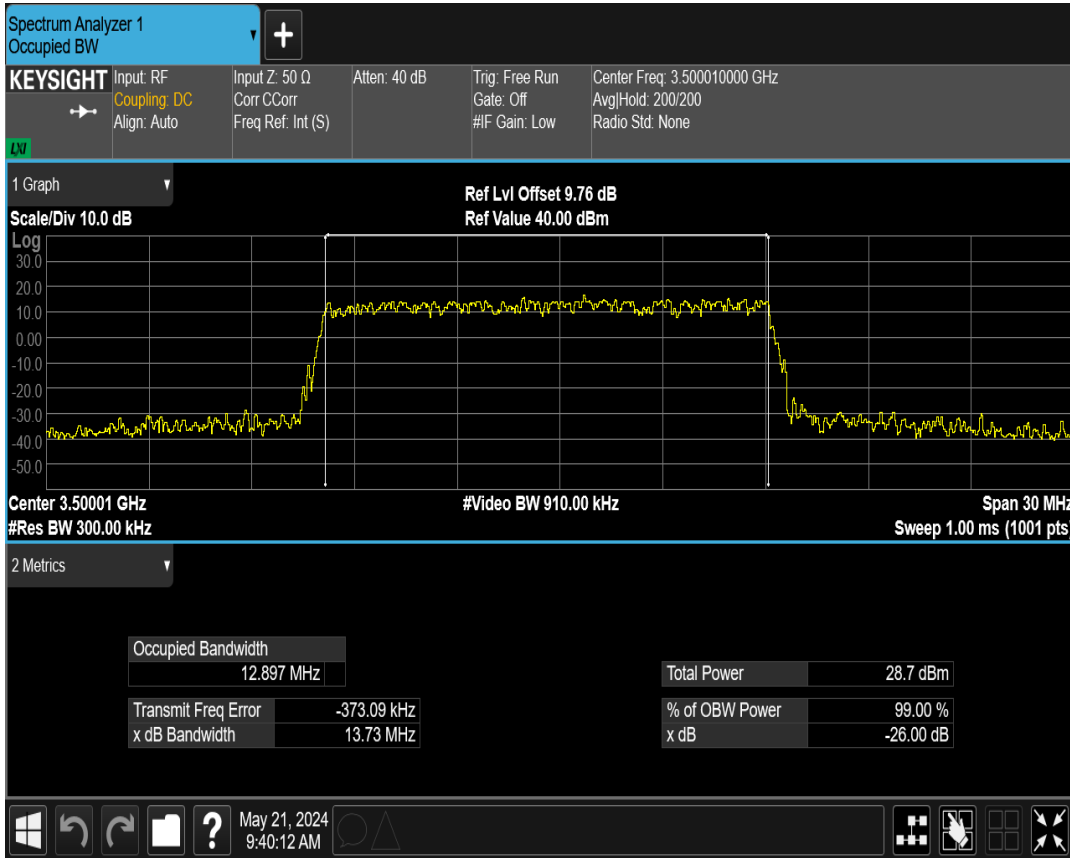 Spectrum Analyzer 1
Occupied BW
KEYSIGHT
LXI
Input: RF
Coupling: DC
Align: Auto
Input Z: 50 Ω
Corr CCorr
Freq Ref: Int (S)
Atten: 40 dB
Trig: Free Run
Gate: Off
#IF Gain: Low
Center Freq: 3.500010000 GHz
Avg|Hold: 200/200
Radio Std: None
1 Graph
Scale/Div 10.0 dB
Ref Lvl Offset 9.76 dB
Ref Value 40.00 dBm
Log
30.0
20.0
10.0
0.00
-10.0
-20.0
-30.0
-40.0
-50.0
Center 3.50001 GHz
#Video BW 910.00 kHz
Span 30 MHz
#Res BW 300.00 kHz
Sweep 1.00 ms (1001 pts)
2 Metrics
Occupied Bandwidth
12.897 MHz
Transmit Freq Error -373.09 kHz
x dB Bandwidth 13.73 MHz
Total Power 28.7 dBm
% of OBW Power 99.00 %
x dB -26.00 dB
?
May 21, 2024
9:40:12 AM